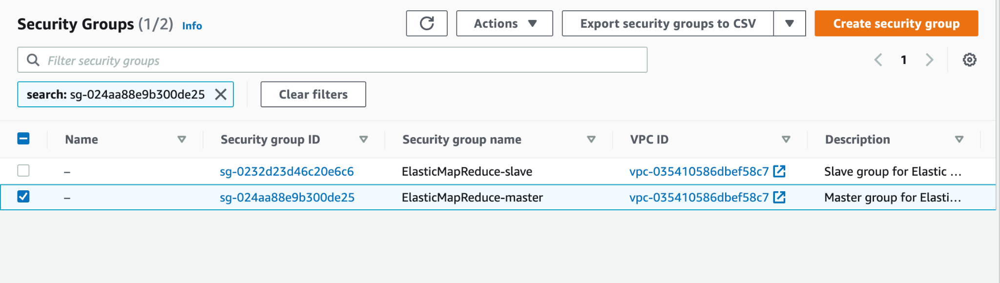 Security Groups (1/2) Info
Actions
Export security groups to CSV
Create security group
Filter security groups
1
search: sg-024aa88e9b300de25
Clear filters
Name Security group ID Security group name VPC ID Description
– sg-0232d23d46c20e6c6 ElasticMapReduce-slave vpc-035410586dbef58c7 Slave group for Elastic ...
– sg-024aa88e9b300de25 ElasticMapReduce-master vpc-035410586dbef58c7 Master group for Elasti...